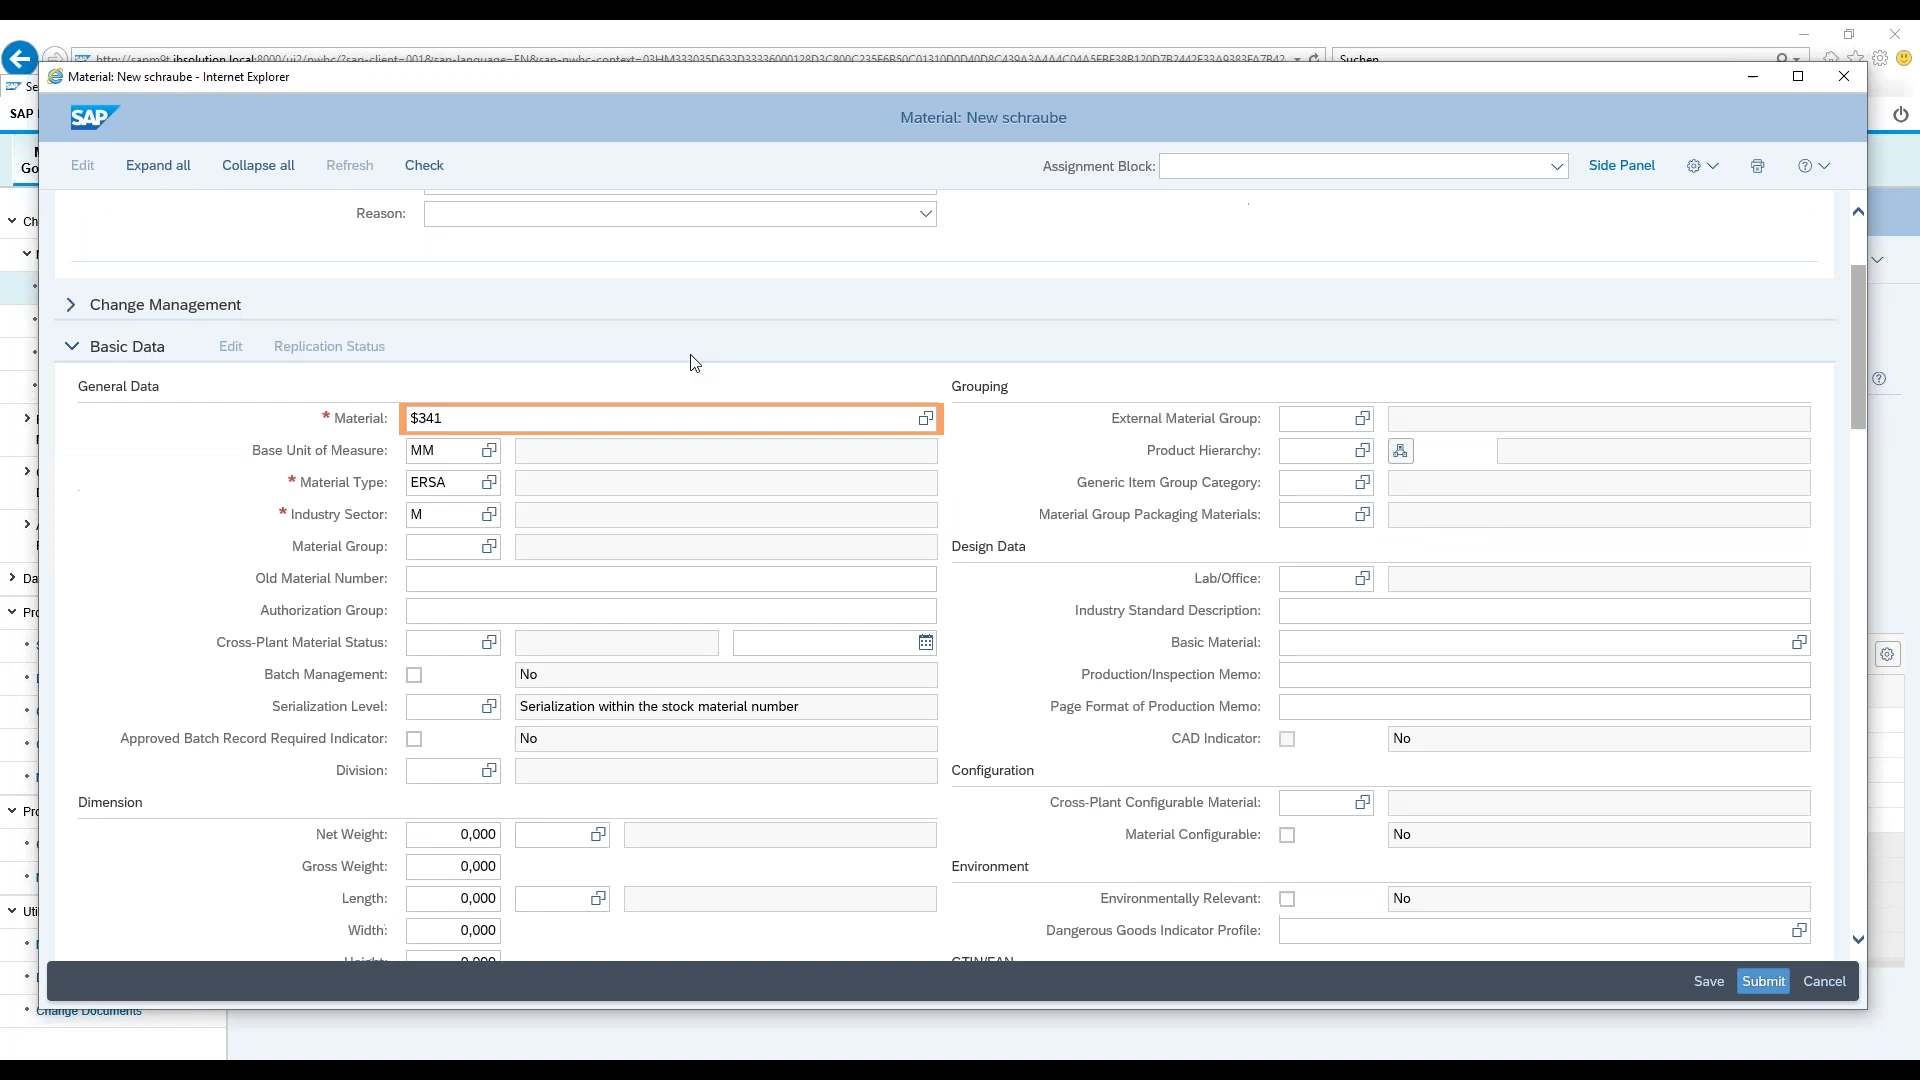 Suchen
Material: New schraube - Internet Explorer
SAP
SAP
Material: New schraube
Edit
Expand all
Collapse all
Refresh
Check
Assignment Block:
Side Panel
Reason:
Change Management
Basic Data
Edit
Replication Status
General Data
* Material: $341
Base Unit of Measure: MM
* Material Type: ERSA
* Industry Sector: M
Material Group:
Old Material Number:
Authorization Group:
Cross-Plant Material Status:
Batch Management: No
Serialization Level: Serialization within the stock material number
Approved Batch Record Required Indicator: No
Division:
Dimension
Net Weight: 0,000
Gross Weight: 0,000
Length: 0,000
Width: 0,000
Height: 0,000
Grouping
External Material Group:
Product Hierarchy:
Generic Item Group Category:
Material Group Packaging Materials:
Design Data
Lab/Office:
Industry Standard Description:
Basic Material:
Production/Inspection Memo:
Page Format of Production Memo:
CAD Indicator: No
Configuration
Cross-Plant Configurable Material:
Material Configurable: No
Environment
Environmentally Relevant: No
Dangerous Goods Indicator Profile:
GTIN/EAN
Save
Submit
Cancel
Change Documents